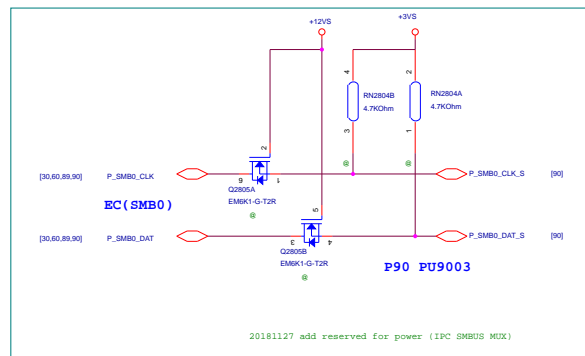 +12VS
+3VS
4
2
RN2804B
4.7KOhm
RN2804A
4.7KOhm
3
1
2
@
@
[30,60,89,90]
P_SMB0_CLK
6
1
P_SMB0_CLK_S
[90]
Q2805A
EM6K1-G-T2R
EC(SMB0)
@
5
[30,60,89,90]
P_SMB0_DAT
3
4
P_SMB0_DAT_S
[90]
Q2805B
EM6K1-G-T2R
P90 PU9003
@
20181127 add reserved for power (IPC SMBUS MUX)